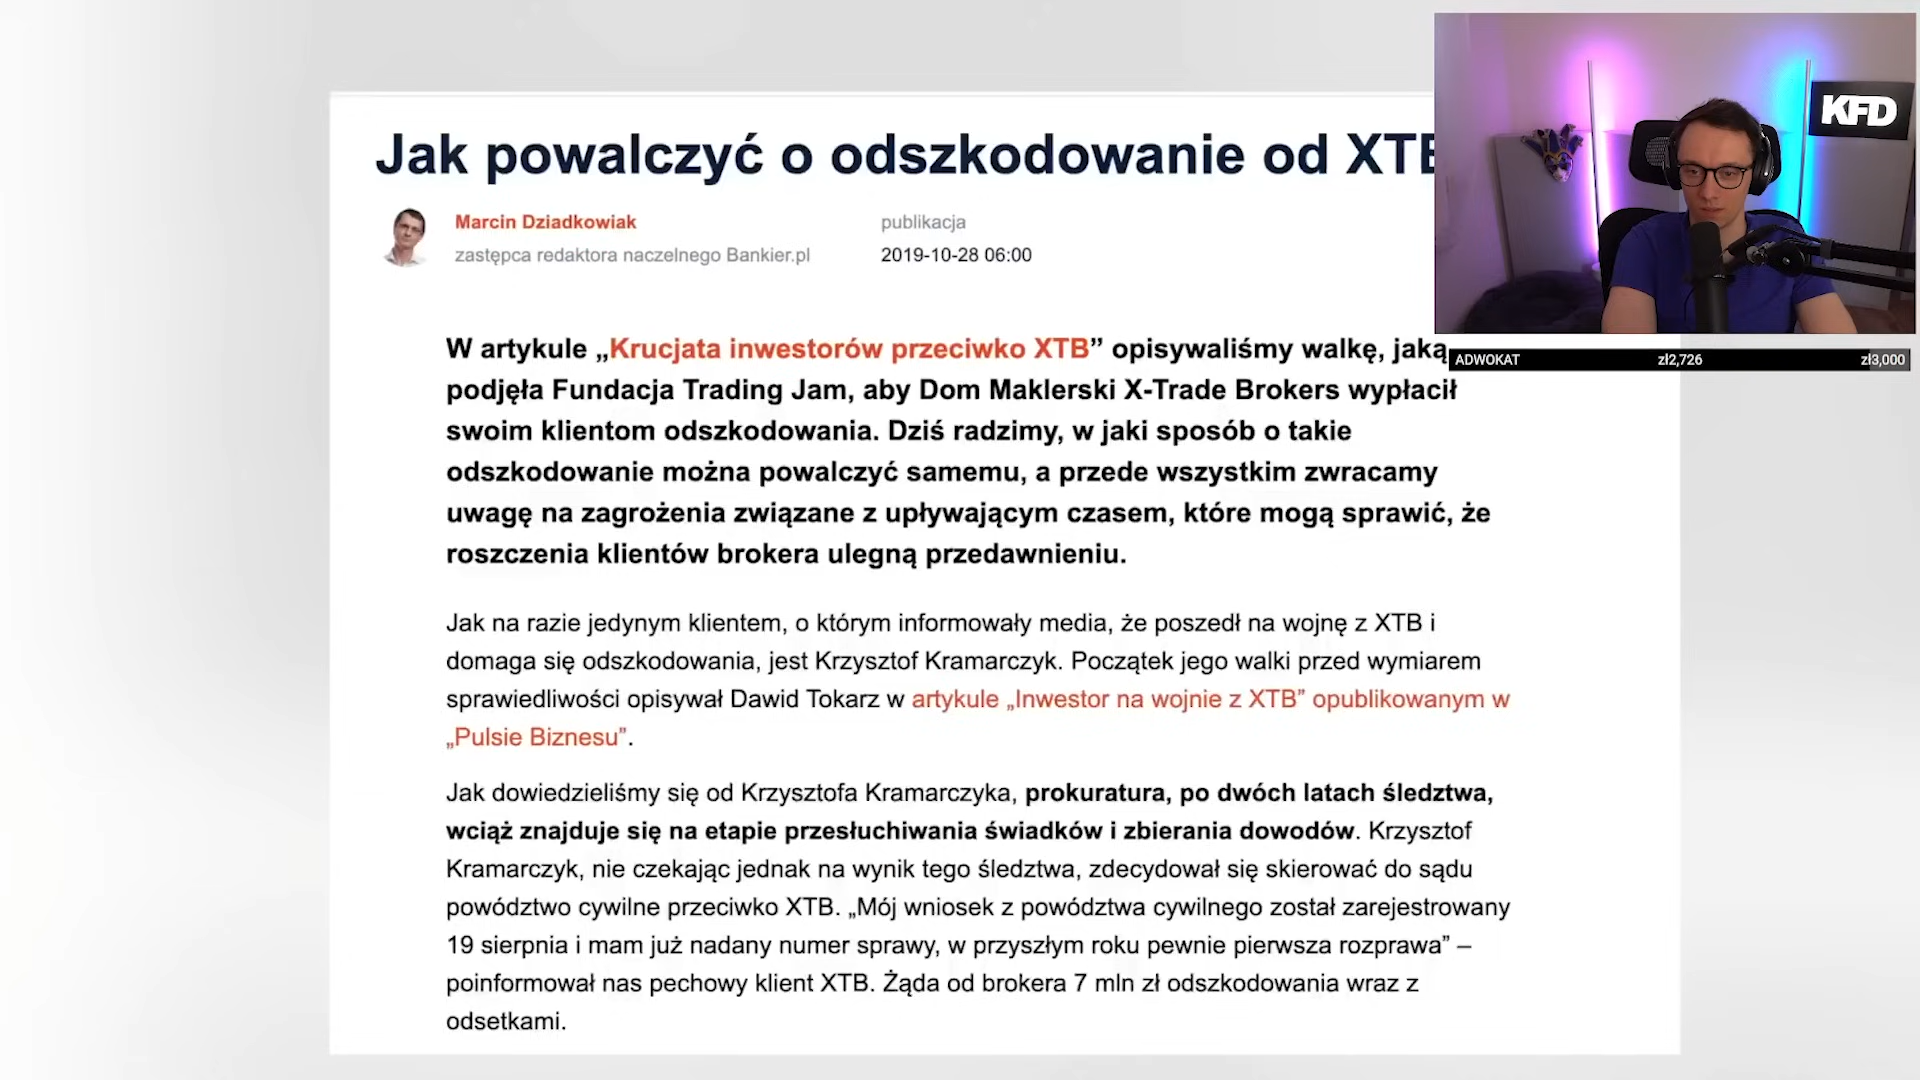 Jak powalczyć o odszkodowanie od XTB
Marcin Dziadkowiak
publikacja
zastępca redaktora naczelnego Bankier.pl
2019-10-28 06:00
W artykule „Krucjata inwestorów przeciwko XTB” opisywaliśmy walkę, jaką
podjęła Fundacja Trading Jam, aby Dom Maklerski X-Trade Brokers wypłacił
swoim klientom odszkodowania. Dziś radzimy, w jaki sposób o takie
odszkodowanie można powalczyć samemu, a przede wszystkim zwracamy
uwagę na zagrożenia związane z upływającym czasem, które mogą sprawić, że
roszczenia klientów brokera ulegną przedawnieniu.
Jak na razie jedynym klientem, o którym informowały media, że poszedł na wojnę z XTB i
domaga się odszkodowania, jest Krzysztof Kramarczyk. Początek jego walki przed wymiarem
sprawiedliwości opisywał Dawid Tokarz w artykule „Inwestor na wojnie z XTB” opublikowanym w
„Pulsie Biznesu”.
Jak dowiedzieliśmy się od Krzysztofa Kramarczyka, prokuratura, po dwóch latach śledztwa,
wciąż znajduje się na etapie przesłuchiwania świadków i zbierania dowodów. Krzysztof
Kramarczyk, nie czekając jednak na wynik tego śledztwa, zdecydował się skierować do sądu
powództwo cywilne przeciwko XTB. „Mój wniosek z powództwa cywilnego został zarejestrowany
19 sierpnia i mam już nadany numer sprawy, w przyszłym roku pewnie pierwsza rozprawa” –
poinformował nas pechowy klient XTB. Żąda od brokera 7 mln zł odszkodowania wraz z
odsetkami.
KFD
ADWOKAT zł2,726 zł3,000